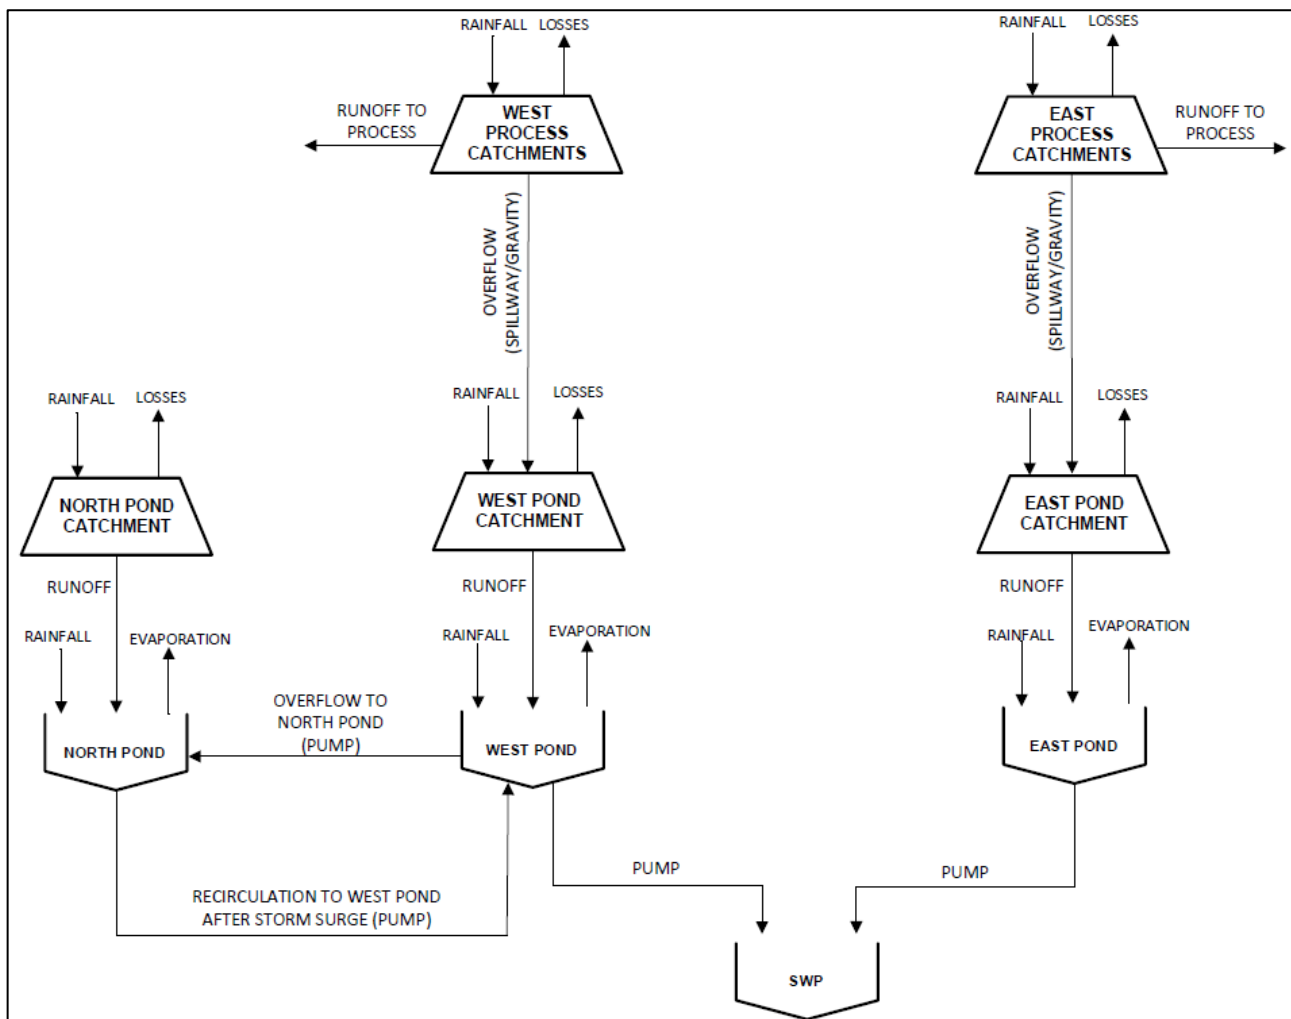 RAINFALL
LOSSES
RAINFALL
LOSSES
RUNOFF TO
PROCESS
WEST
PROCESS
CATCHMENTS
EAST
PROCESS
CATCHMENTS
RUNOFF TO
PROCESS
OVERFLOW
(SPILLWAY/GRAVITY)
OVERFLOW
(SPILLWAY/GRAVITY)
RAINFALL
LOSSES
RAINFALL
LOSSES
RAINFALL
LOSSES
NORTH POND
CATCHMENT
WEST POND
CATCHMENT
EAST POND
CATCHMENT
RUNOFF
RUNOFF
RUNOFF
RAINFALL
EVAPORATION
RAINFALL
EVAPORATION
RAINFALL
EVAPORATION
OVERFLOW TO
NORTH POND
(PUMP)
NORTH POND
WEST POND
EAST POND
PUMP
PUMP
RECIRCULATION TO WEST POND
AFTER STORM SURGE (PUMP)
SWP